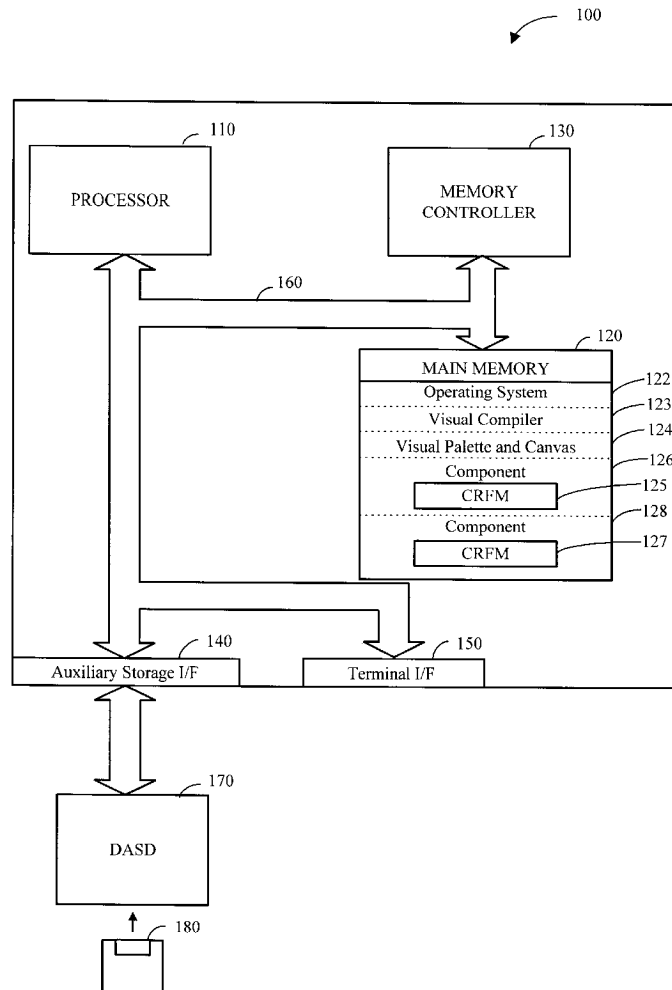 100
110
130
PROCESSOR
MEMORY
CONTROLLER
160
120
MAIN MEMORY
122
Operating System
123
Visual Compiler
124
Visual Palette and Canvas
126
Component
125
CRFM
128
Component
127
CRFM
140
150
Auxiliary Storage I/F
Terminal I/F
170
DASD
180